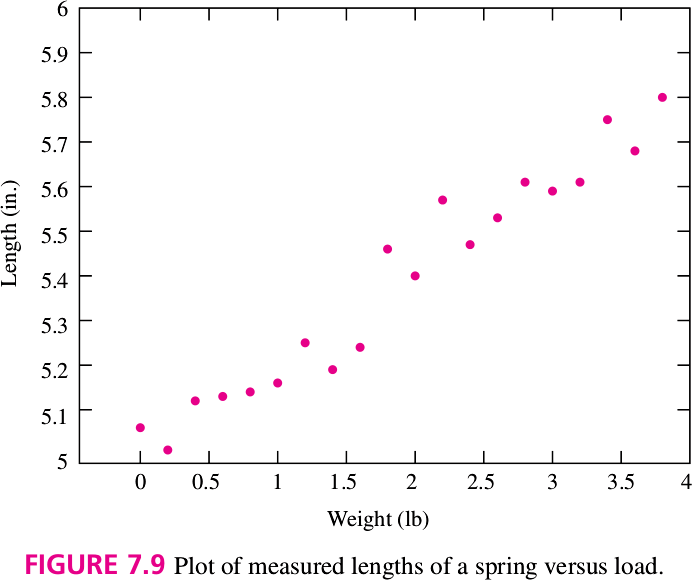 6
5.9
5.8
5.7
5.6
5.5
5.4
5.3
5.2
5.1
5
Length (in.)
0 0.5 1 1.5 2 2.5 3 3.5 4
Weight (lb)
FIGURE 7.9 Plot of measured lengths of a spring versus load.